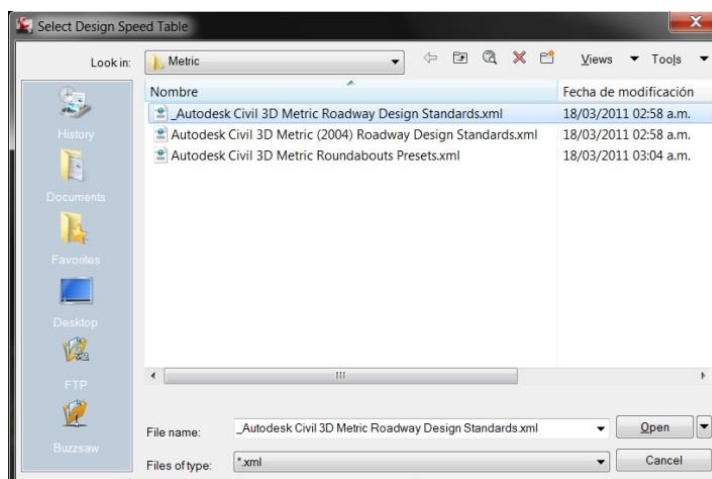 Select Design Speed Table
Look in:
Metric
Views
Tools
History
Documents
Favorites
Desktop
FTP
Buzzsaw
Nombre Fecha de modificación
_Autodesk Civil 3D Metric Roadway Design Standards.xml 18/03/2011 02:58 a.m.
Autodesk Civil 3D Metric (2004) Roadway Design Standards.xml 18/03/2011 02:58 a.m.
Autodesk Civil 3D Metric Roundabouts Presets.xml 18/03/2011 03:04 a.m.
File name: _Autodesk Civil 3D Metric Roadway Design Standards.xml Open
Files of type: *.xml Cancel